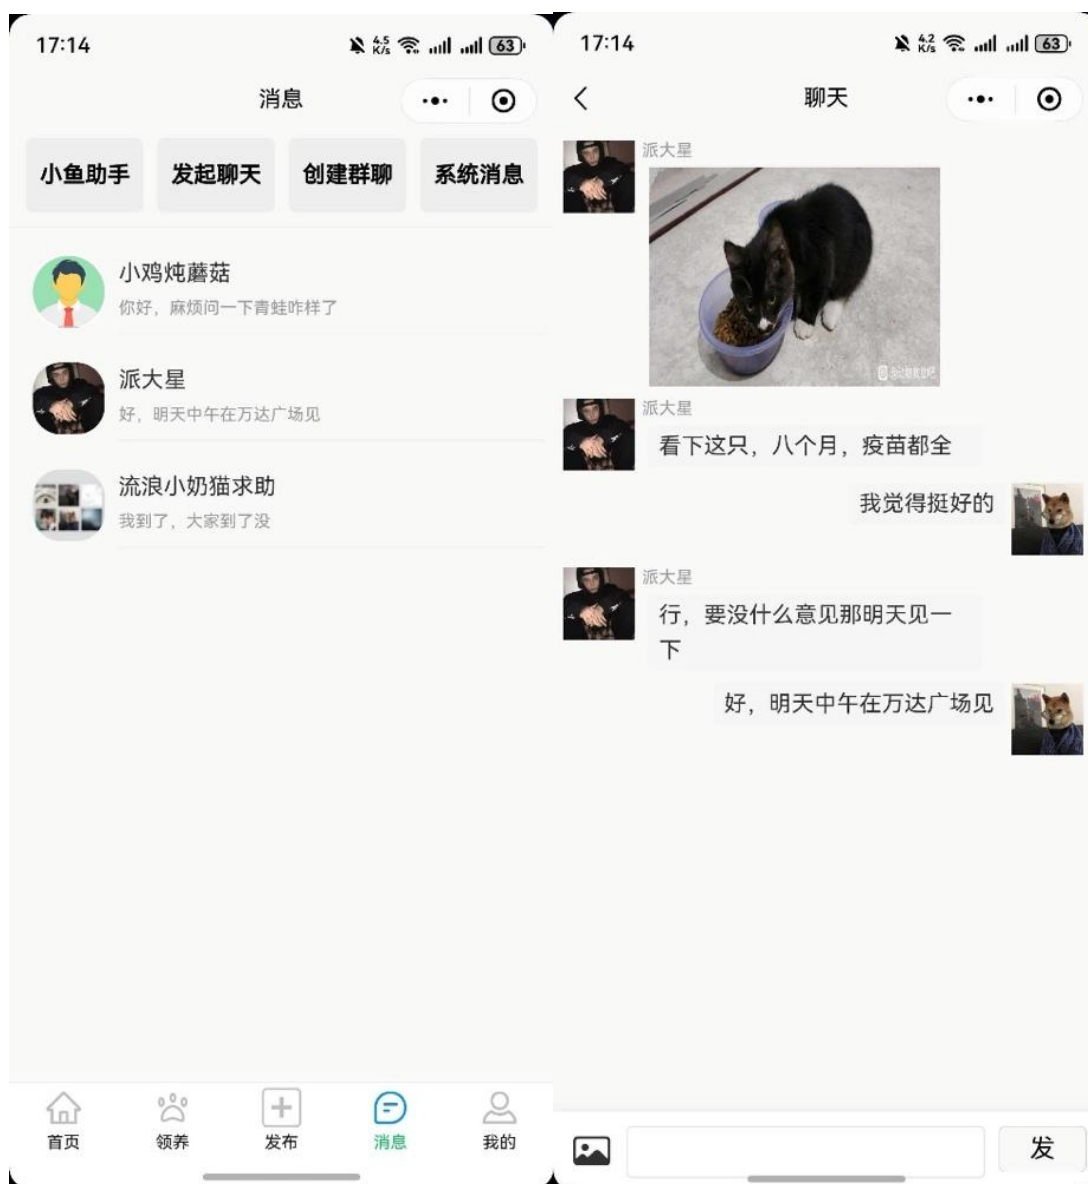 17:14
4.5
K/s
63
消息
小鱼助手
发起聊天
创建群聊
系统消息
小鸡炖蘑菇
你好，麻烦问一下青蛙咋样了
派大星
好，明天中午在万达广场见
流浪小奶猫求助
我到了，大家到了没
首页
领养
发布
消息
我的
17:14
4.2
K/s
63
聊天
派大星
派大星
看下这只，八个月，疫苗都全
我觉得挺好的
派大星
行，要没什么意见那明天见一
下
好，明天中午在万达广场见
发